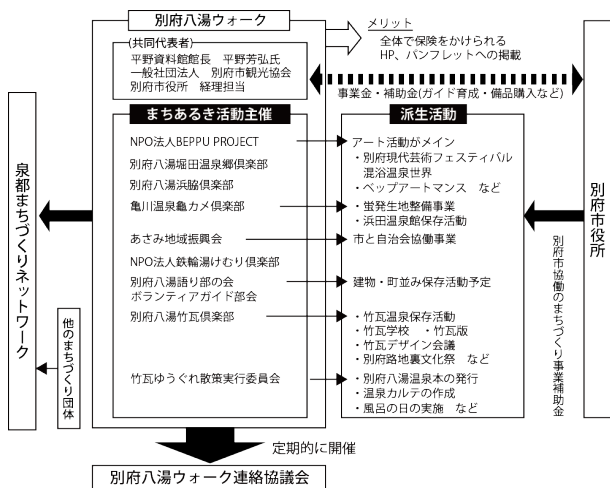 別府八湯ウォーク
(共同代表者)
平野資料館館長　平野芳弘氏
一般社団法人　別府市観光協会
別府市役所　経理担当
メリット
全体で保険をかけられる
HP、パンフレットへの掲載
事業金・補助金(ガイド育成・備品購入など)
まちあるき活動主催
NPO法人BEPPU PROJECT
別府八湯堀田温泉郷倶楽部
別府八湯浜脇倶楽部
亀川温泉亀カメ倶楽部
あさみ地域振興会
NPO法人鉄輪湯けむり倶楽部
別府八湯語り部の会
ボランティアガイド部会
別府八湯竹瓦倶楽部
竹瓦ゆうぐれ散策実行委員会
派生活動
アート活動がメイン
・別府現代芸術フェスティバル
混浴温泉世界
・ベップアートマンス　など
・蛍発生地整備事業
・浜田温泉館保存活動
市と自治会協働事業
建物・町並み保存活動予定
・竹瓦温泉保存活動
・竹瓦学校　・竹瓦版
・竹瓦デザイン会議
・別府路地裏文化祭　など
・別府八湯温泉本の発行
・温泉カルテの作成
・風呂の日の実施　など
泉都まちづくりネットワーク
他のまちづくり団体
別府市役所
別府市協働のまちづくり事業補助金
定期的に開催
別府八湯ウォーク連絡協議会